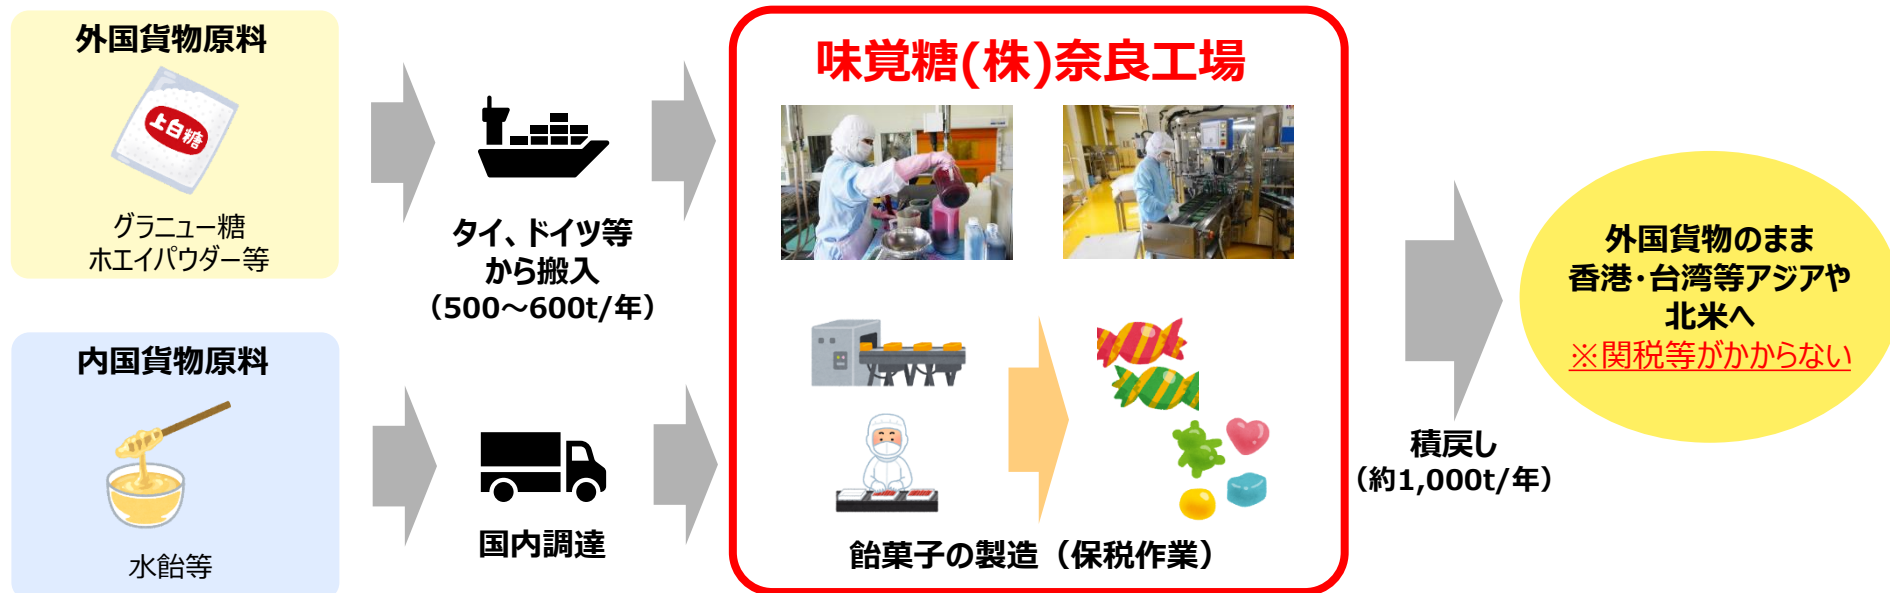 外国貨物原料
上白糖
グラニュー糖
ホエイパウダー等
タイ、ドイツ等
から搬入
（500～600t/年）
内国貨物原料
水飴等
国内調達
味覚糖(株)奈良工場
飴菓子の製造（保税作業）
積戻し
（約1,000t/年）
外国貨物のまま
香港・台湾等アジアや
北米へ
※関税等がかからない